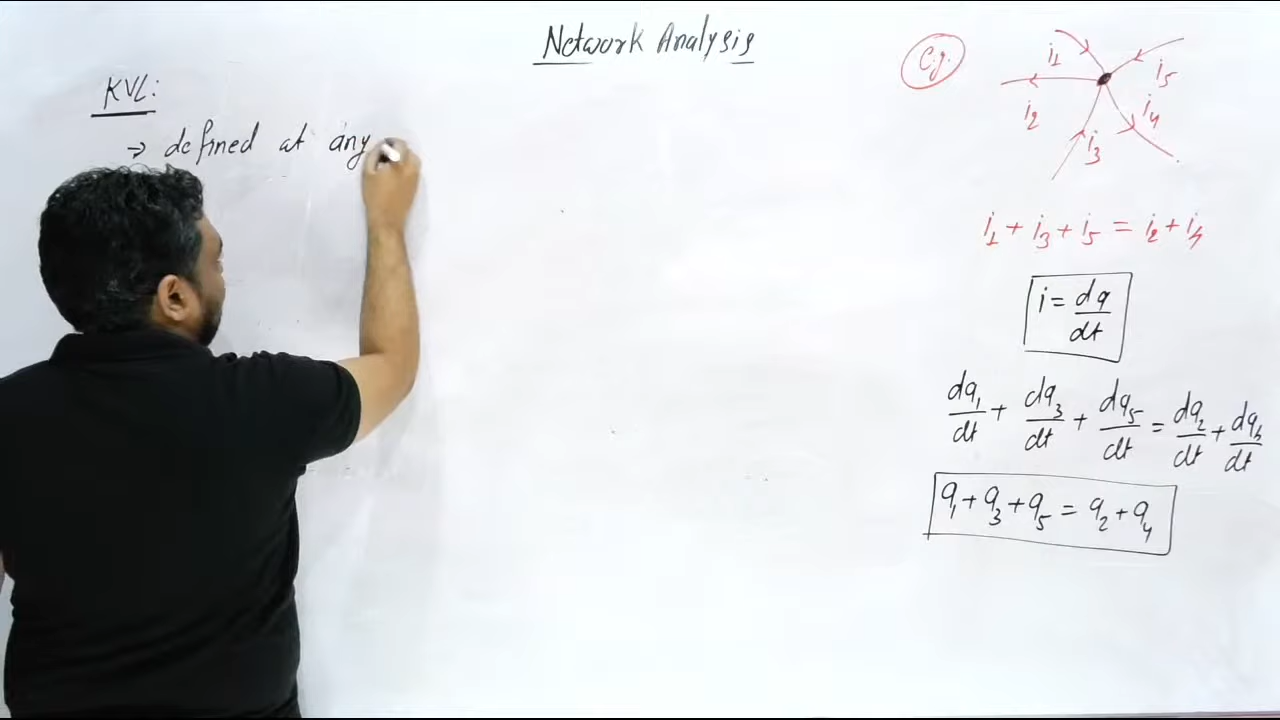 Network Analysis
KVL:
→ defined at any
e.g.
i₁
i₅
i₂
i₄
i₃
i₁ + i₃ + i₅ = i₂ + i₄
i = dq/dt
dq₁/dt + dq₃/dt + dq₅/dt = dq₂/dt + dq₄/dt
q₁ + q₃ + q₅ = q₂ + q₄